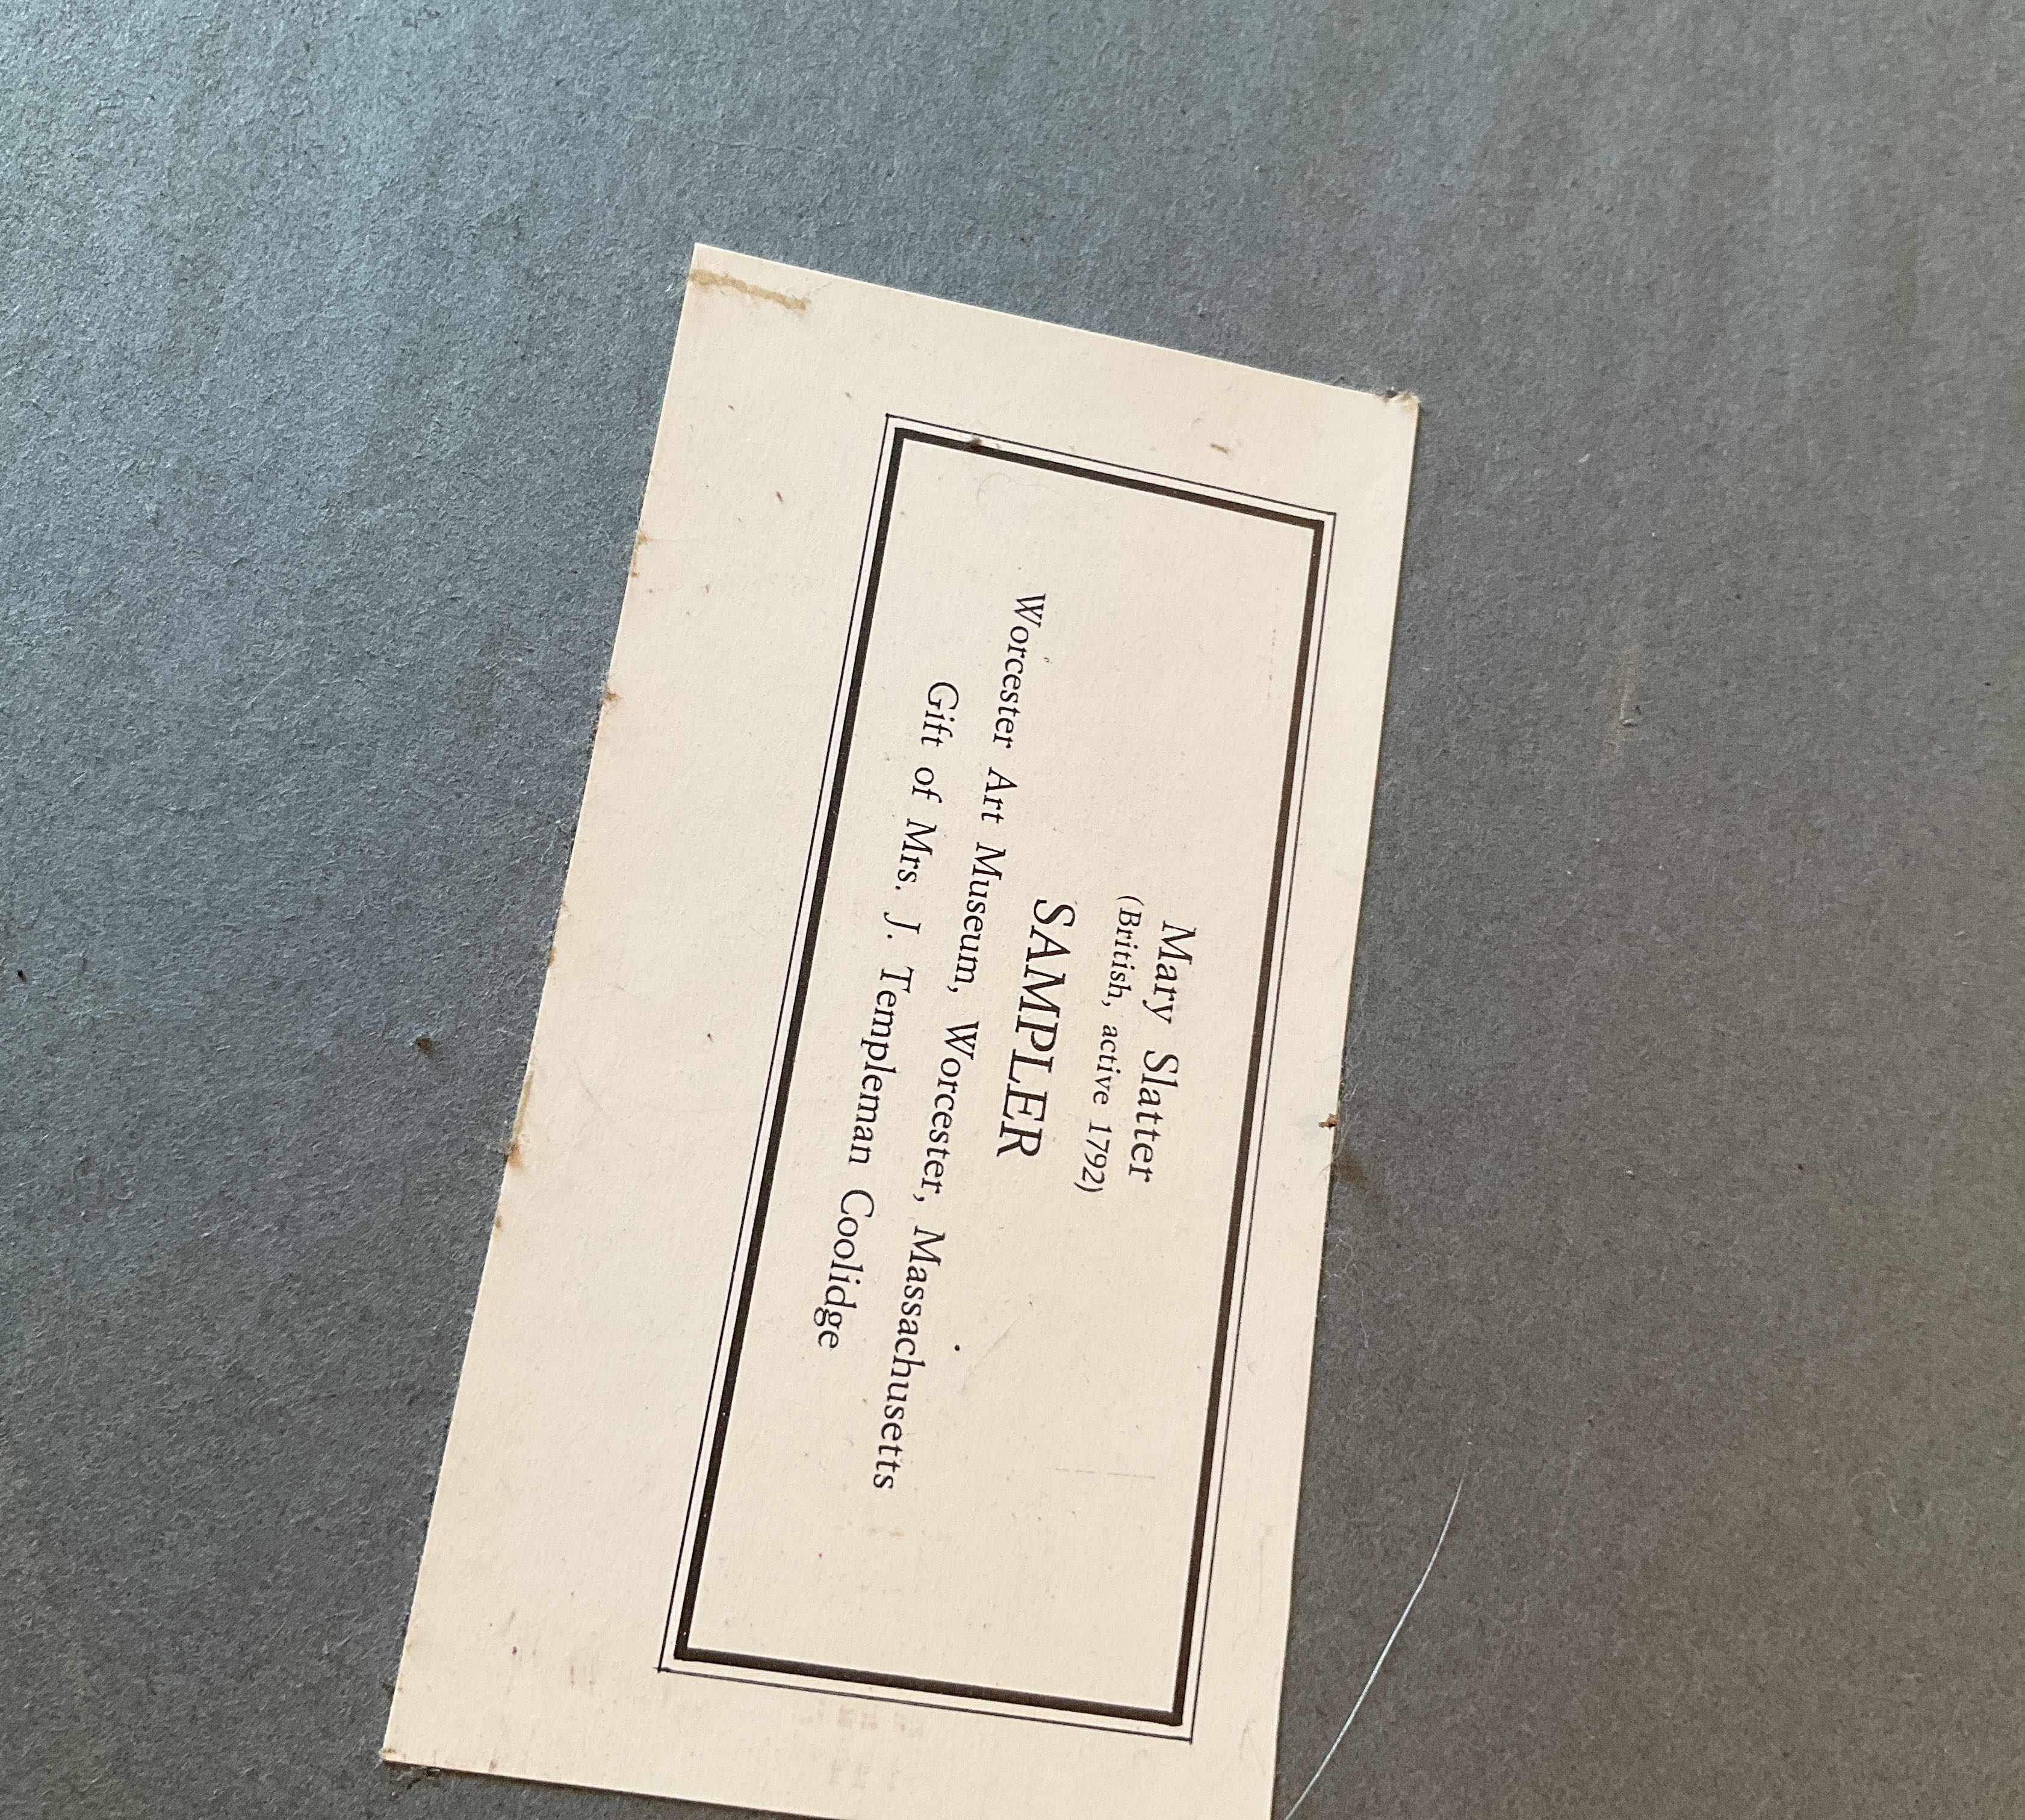 Mary Slatter
(British, active 1792)
SAMPLER
Worcester Art Museum, Worcester, Massachusetts
Gift of Mrs. J. Templeman Coolidge